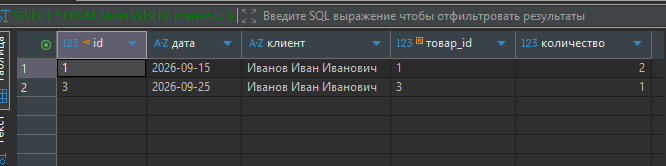 SELECT * FROM Заказ WHERE клиент = 'И
Введите SQL выражение чтобы отфильтровать результаты
Таблица
123 id
A-Z дата
A-Z клиент
123 товар_id
123 количество
1 1 2026-09-15 Иванов Иван Иванович 1 2
2 3 2026-09-25 Иванов Иван Иванович 3 1
Текст